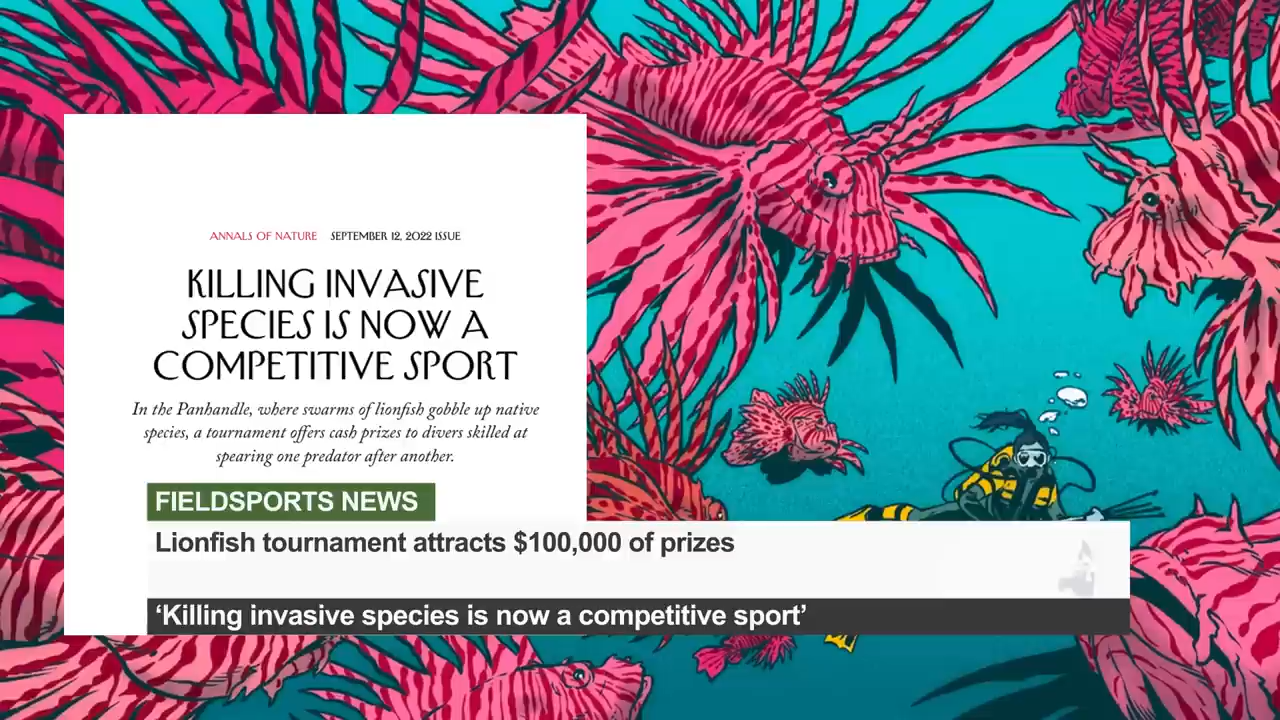 ANNALS OF NATURE SEPTEMBER 12, 2022 ISSUE
KILLING INVASIVE
SPECIES IS NOW A
COMPETITIVE SPORT
In the Panhandle, where swarms of lionfish gobble up native
species, a tournament offers cash prizes to divers skilled at
spearing one predator after another.
FIELDSPORTS NEWS
Lionfish tournament attracts $100,000 of prizes
‘Killing invasive species is now a competitive sport’